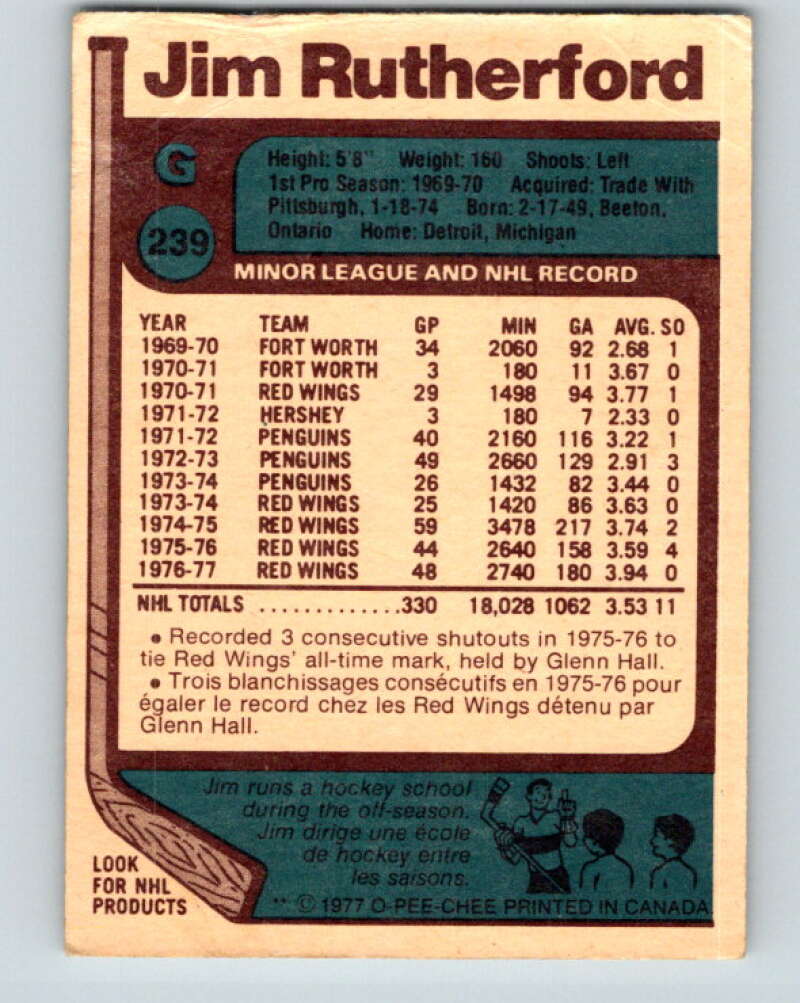 Jim Rutherford
G
239
Height: 5'8" Weight: 160 Shoots: Left
1st Pro Season: 1969-70 Acquired: Trade With
Pittsburgh, 1-18-74 Born: 2-17-49, Beeton,
Ontario Home: Detroit, Michigan
MINOR LEAGUE AND NHL RECORD
YEAR TEAM GP MIN GA AVG. SO
1969-70 FORT WORTH 34 2060 92 2.68 1
1970-71 FORT WORTH 3 180 11 3.67 0
1970-71 RED WINGS 29 1498 94 3.77 1
1971-72 HERSHEY 3 180 7 2.33 0
1971-72 PENGUINS 40 2160 116 3.22 1
1972-73 PENGUINS 49 2660 129 2.91 3
1973-74 PENGUINS 26 1432 82 3.44 0
1973-74 RED WINGS 25 1420 86 3.63 0
1974-75 RED WINGS 59 3478 217 3.74 2
1975-76 RED WINGS 44 2640 158 3.59 4
1976-77 RED WINGS 48 2740 180 3.94 0
NHL TOTALS .............330 18,028 1062 3.53 11
• Recorded 3 consecutive shutouts in 1975-76 to
tie Red Wings' all-time mark, held by Glenn Hall.
• Trois blanchissages consécutifs en 1975-76 pour
égaler le record chez les Red Wings détenu par
Glenn Hall.
Jim runs a hockey school
during the off-season.
Jim dirige une école
de hockey entre
les saisons.
LOOK
FOR NHL
PRODUCTS
** © 1977 O-PEE-CHEE PRINTED IN CANADA